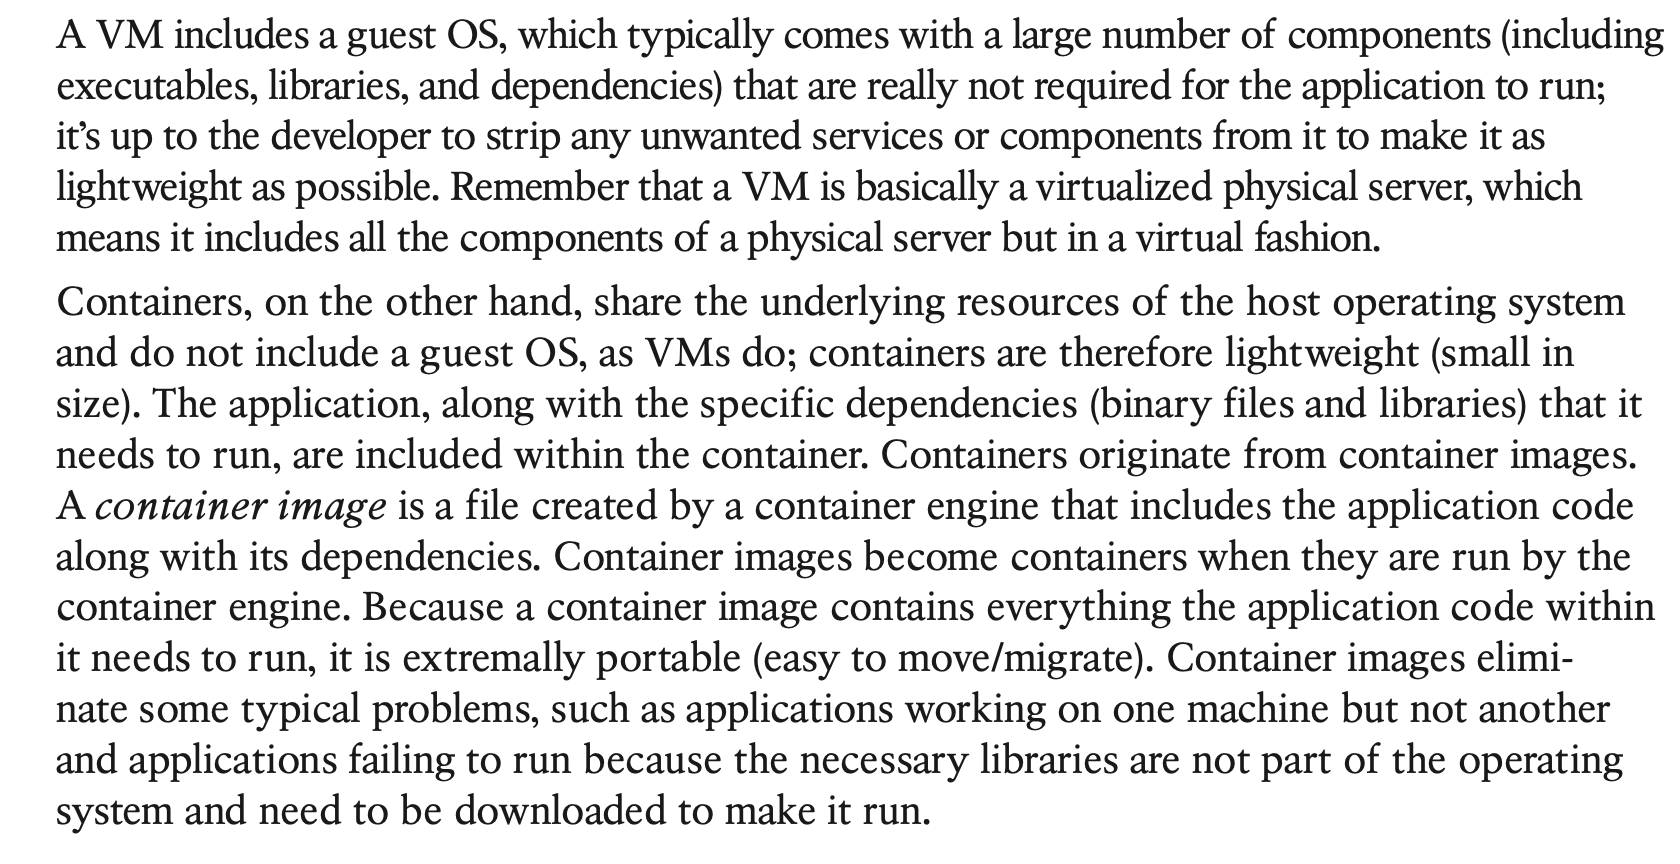 A VM includes a guest OS, which typically comes with a large number of components (including
executables, libraries, and dependencies) that are really not required for the application to run;
it’s up to the developer to strip any unwanted services or components from it to make it as
lightweight as possible. Remember that a VM is basically a virtualized physical server, which
means it includes all the components of a physical server but in a virtual fashion.
Containers, on the other hand, share the underlying resources of the host operating system
and do not include a guest OS, as VMs do; containers are therefore lightweight (small in
size). The application, along with the specific dependencies (binary files and libraries) that it
needs to run, are included within the container. Containers originate from container images.
A container image is a file created by a container engine that includes the application code
along with its dependencies. Container images become containers when they are run by the
container engine. Because a container image contains everything the application code within
it needs to run, it is extremally portable (easy to move/migrate). Container images elimi-
nate some typical problems, such as applications working on one machine but not another
and applications failing to run because the necessary libraries are not part of the operating
system and need to be downloaded to make it run.